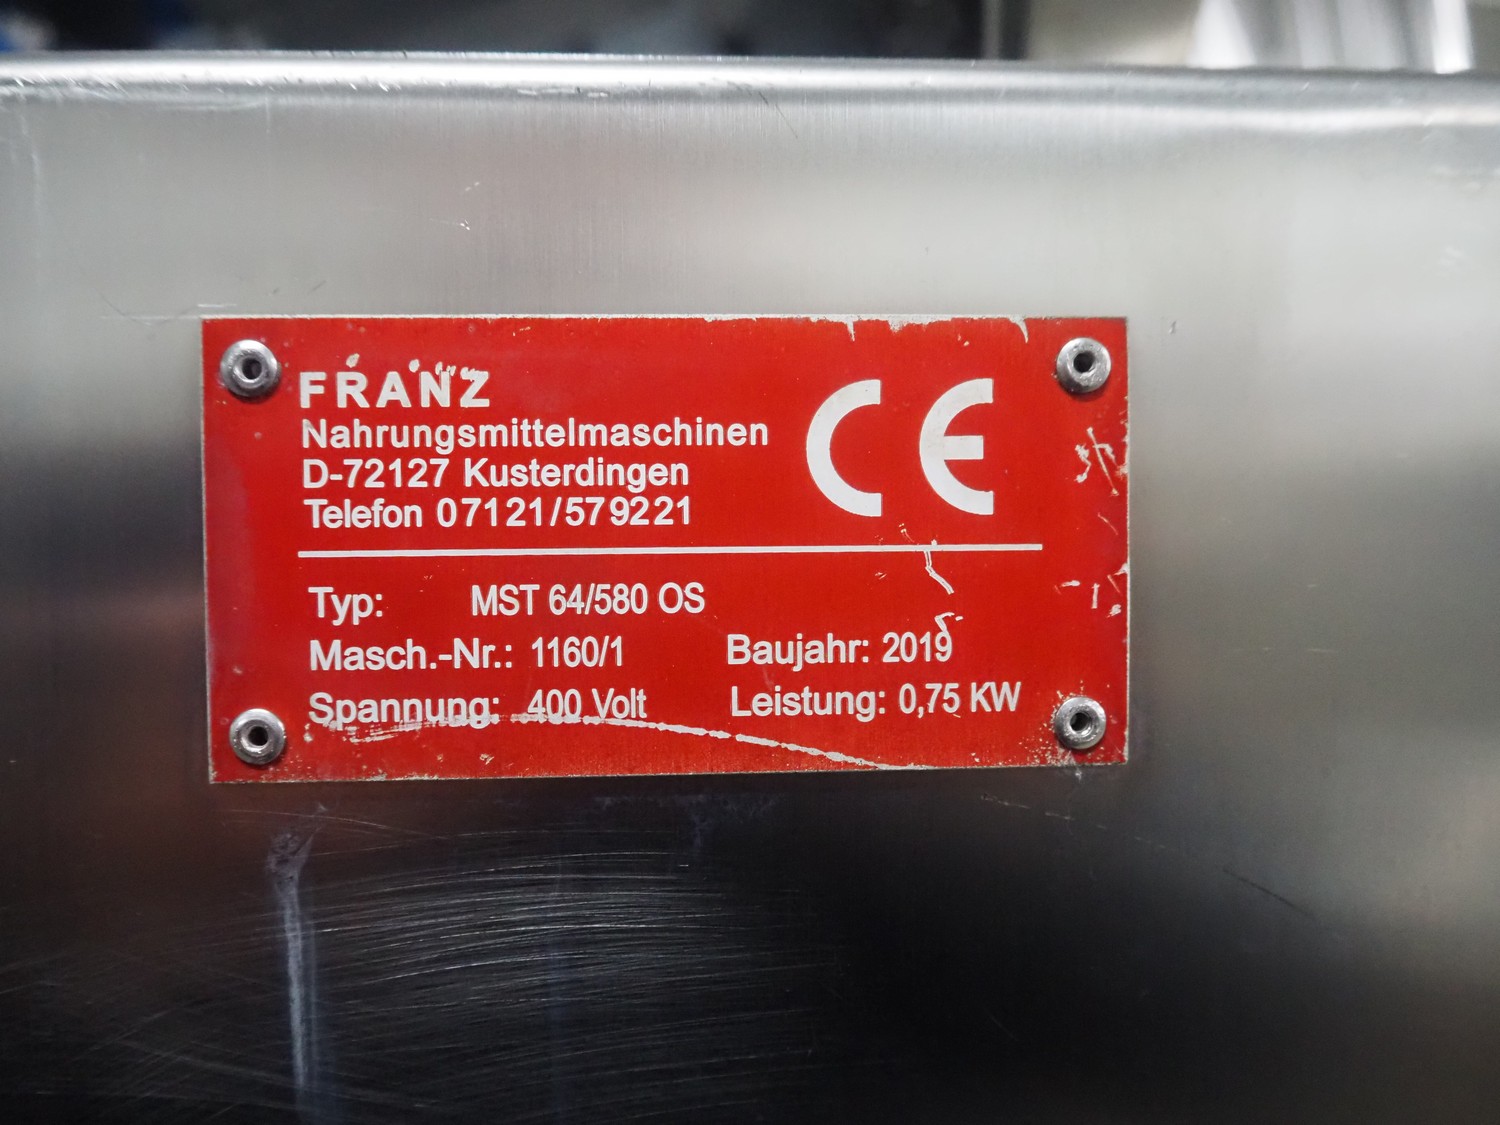 FRANZ
Nahrungsmittelmaschinen
D-72127 Kusterdingen
Telefon 07121/579221
CE
Typ: MST 64/580 OS
Masch.-Nr.: 1160/1 Baujahr: 2019
Spannung: 400 Volt Leistung: 0,75 KW